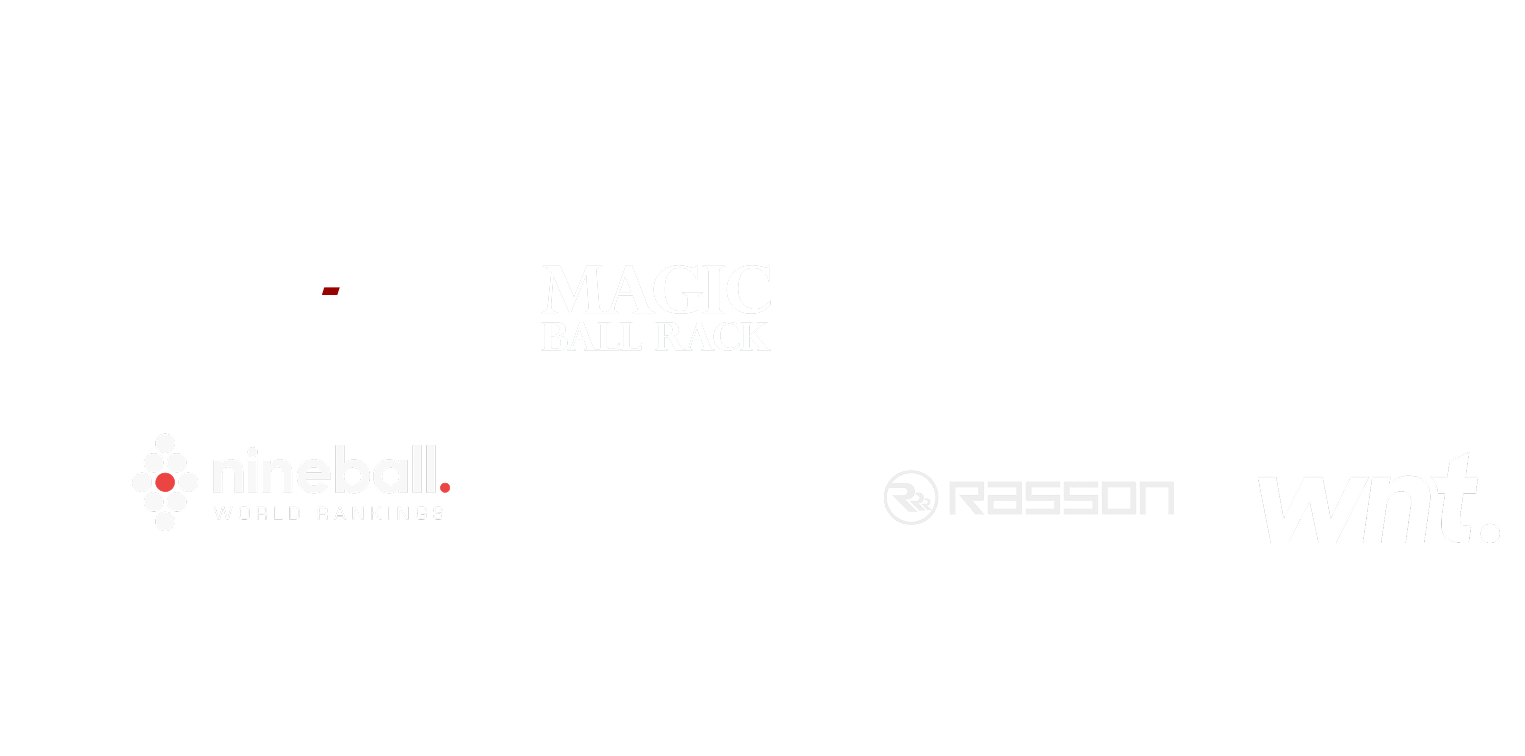 MAGIC
BALL RACK
nineball.
WORLD RANKINGS
RASSON
wnt.